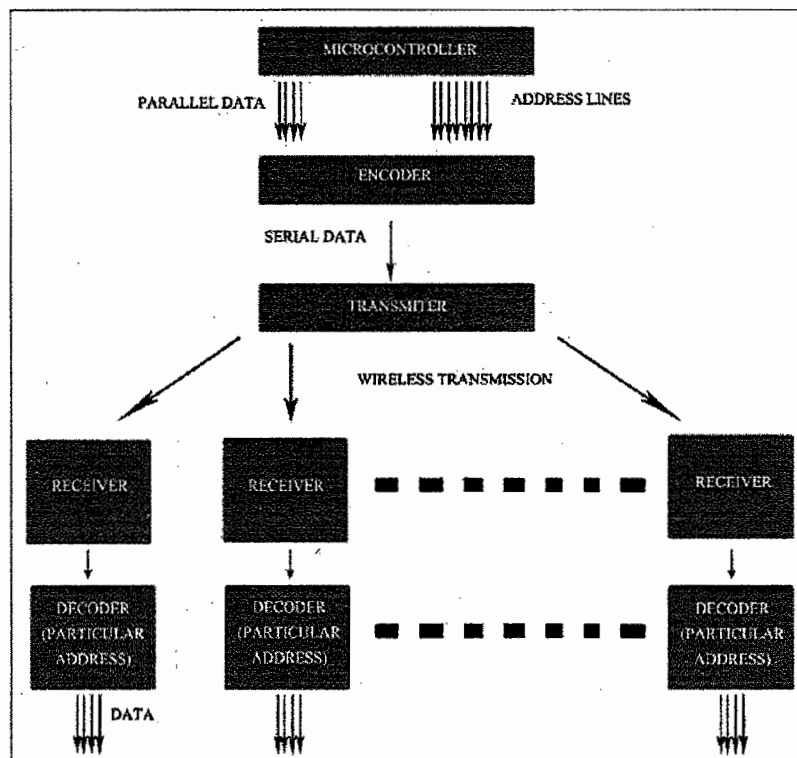 MICROCONTROLLER
PARALLEL DATA
ADDRESS LINES
ENCODER
SERIAL DATA
TRANSMITER
WIRELESS TRANSMISSION
RECEIVER
RECEIVER
RECEIVER
DECODER
(PARTICULAR
ADDRESS)
DECODER
(PARTICULAR
ADDRESS)
DECODER
(PARTICULAR
ADDRESS)
DATA